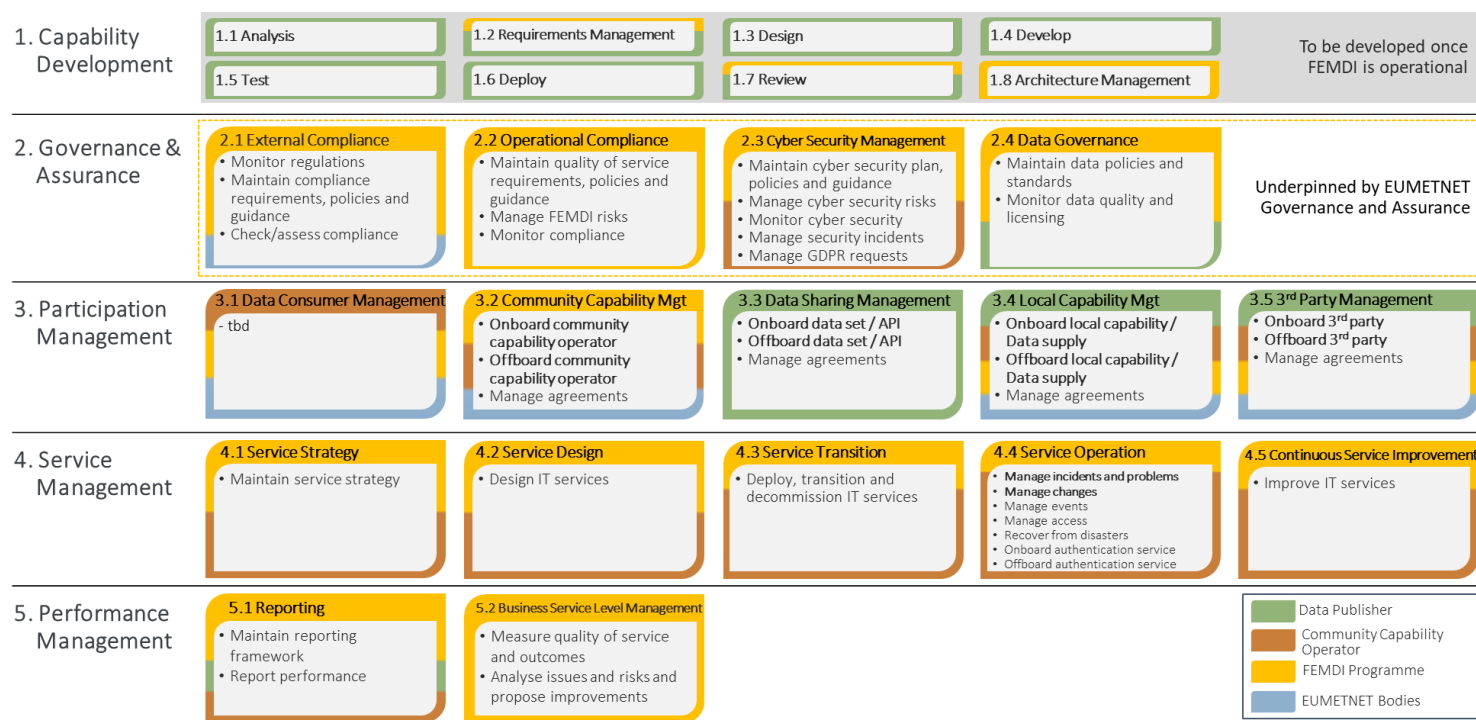 1. Capability
Development
1.1 Analysis
1.2 Requirements Management
1.3 Design
1.4 Develop
1.5 Test
1.6 Deploy
1.7 Review
1.8 Architecture Management
To be developed once
FEMDI is operational
2. Governance &
Assurance
2.1 External Compliance
• Monitor regulations
• Maintain compliance
requirements, policies and
guidance
• Check/assess compliance
2.2 Operational Compliance
• Maintain quality of service
requirements, policies and
guidance
• Manage FEMDI risks
• Monitor compliance
2.3 Cyber Security Management
• Maintain cyber security plan,
policies and guidance
• Manage cyber security risks
• Monitor cyber security
• Manage security incidents
• Manage GDPR requests
2.4 Data Governance
• Maintain data policies and
standards
• Monitor data quality and
licensing
Underpinned by EUMETNET
Governance and Assurance
3. Participation
Management
3.1 Data Consumer Management
- tbd
3.2 Community Capability Mgt
• Onboard community
capability operator
• Offboard community
capability operator
• Manage agreements
3.3 Data Sharing Management
• Onboard data set / API
• Offboard data set / API
• Manage agreements
3.4 Local Capability Mgt
• Onboard local capability /
Data supply
• Offboard local capability /
Data supply
• Manage agreements
3.5 3rd Party Management
• Onboard 3rd party
• Offboard 3rd party
• Manage agreements
4. Service
Management
4.1 Service Strategy
• Maintain service strategy
4.2 Service Design
• Design IT services
4.3 Service Transition
• Deploy, transition and
decommission IT services
4.4 Service Operation
• Manage incidents and problems
• Manage changes
• Manage events
• Manage access
• Recover from disasters
• Onboard authentication service
• Offboard authentication service
4.5 Continuous Service Improvement
• Improve IT services
5. Performance
Management
5.1 Reporting
• Maintain reporting
framework
• Report performance
5.2 Business Service Level Management
• Measure quality of service
and outcomes
• Analyse issues and risks and
propose improvements
Data Publisher
Community Capability
Operator
FEMDI Programme
EUMETNET Bodies